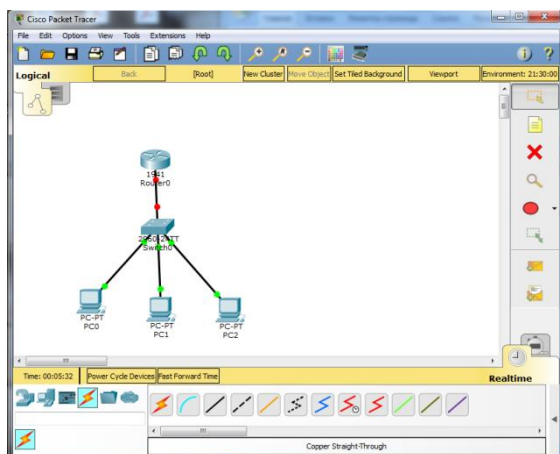 Cisco Packet Tracer
File Edit Options View Tools Extensions Help
Logical Back [Root] New Cluster Move Object Set Tiled Background Viewport Environment: 21:30:00
1941
Router0
2960-24TT
Switch0
PC-PT
PC0
PC-PT
PC1
PC-PT
PC2
Time: 00:05:32 Power Cycle Devices Fast Forward Time Realtime
Copper Straight-Through